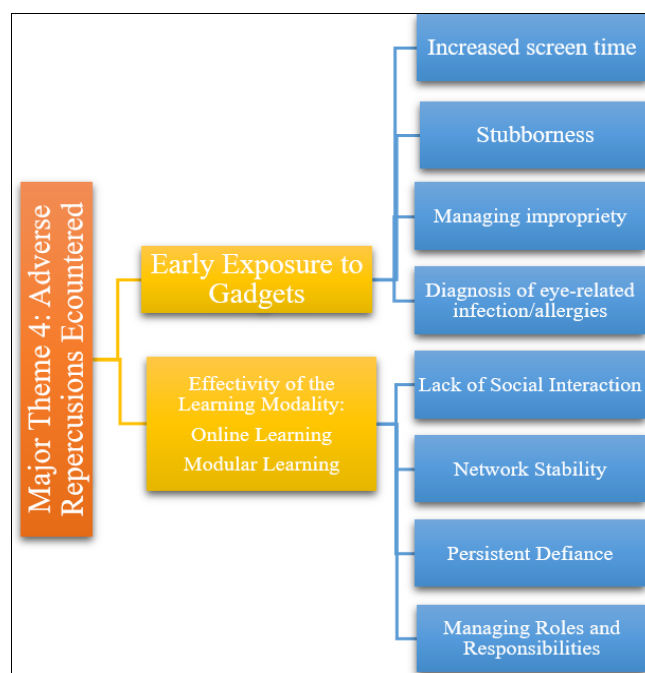 Major Theme 4: Adverse
Repercusions Ecountered
Early Exposure to
Gadgets
Increased screen time
Stubborness
Managing impropriety
Diagnosis of eye-related
infection/allergies
Effectivity of the
Learning Modality:
Online Learning
Modular Learning
Lack of Social Interaction
Network Stability
Persistent Defiance
Managing Roles and
Responsibilities